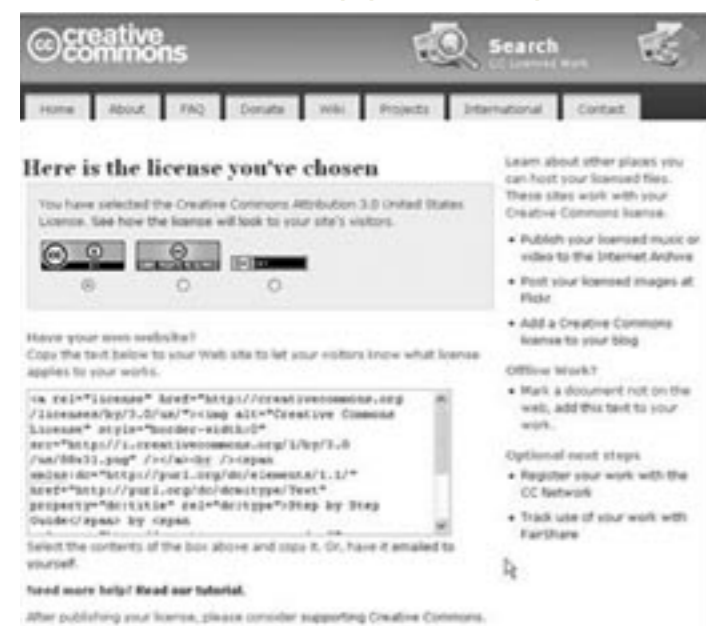 creative
commons
Search
CC Licensed Work
Home About FAQ Donate Wiki Projects International Contact
Here is the license you've chosen
You have selected the Creative Commons Attribution 3.0 United States
License. See how the license will look to your site's visitors.
Have your own website?
Copy the text below to your Web site to let your visitors know what license
applies to your works.
<a rel="license" href="http://creativecommons.org
/licenses/by/3.0/us/"><img alt="Creative Commons
License" style="border-width:0"
src="http://i.creativecommons.org/l/by/3.0
/us/88x31.png" /></a><br /><span
xmlns:dc="http://purl.org/dc/elements/1.1/"
href="http://purl.org/dc/dcmitype/Text"
property="dc:title" rel="dc:type">Step by Step
Guide</span> by <span
Select the contents of the box above and copy it. Or, have it emailed to
yourself.
Need more help? Read our tutorial.
After publishing your license, please consider supporting Creative Commons.
Learn about other places you
can host your licensed files.
These sites work with your
Creative Commons license.
• Publish your licensed music or
video to the Internet Archive
• Post your licensed images at
Flickr
• Add a Creative Commons
license to your blog
Offline Work?
• Mark a document not on the
web, add this text to your
work.
Optional next steps
• Register your work with the
CC Network
• Track use of your work with
FairShare